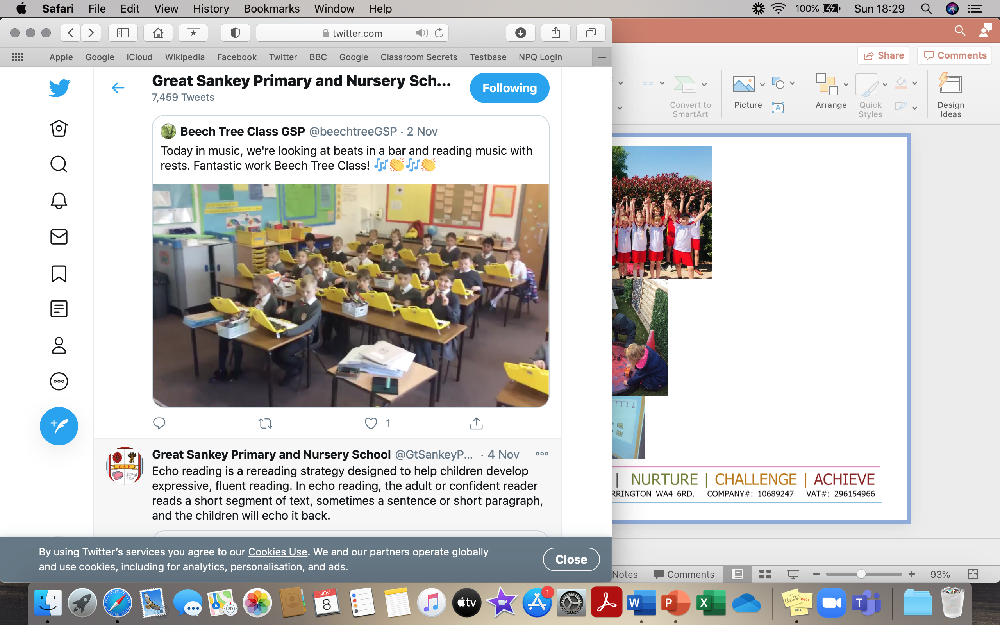 Safari File Edit View History Bookmarks Window Help 100% Sun 18:29
twitter.com
Apple Google iCloud Wikipedia Facebook Twitter BBC Google Classroom Secrets Testbase NPQ Login
Share Comments
Great Sankey Primary and Nursery Sch...
7,459 Tweets
Following
Convert to
SmartArt
Picture
Arrange
Quick
Styles
Design
Ideas
Beech Tree Class GSP @beechtreeGSP · 2 Nov
Today in music, we're looking at beats in a bar and reading music with
rests. Fantastic work Beech Tree Class! 🎶👏🎶👏
1
Great Sankey Primary and Nursery School @GtSankeyP... · 4 Nov
Echo reading is a rereading strategy designed to help children develop
expressive, fluent reading. In echo reading, the adult or confident reader
reads a short segment of text, sometimes a sentence or short paragraph,
and the children will echo it back.
GSP
| NURTURE | CHALLENGE | ACHIEVE
RRINGTON WA4 6RD. COMPANY#: 10689247 VAT#: 296154966
By using Twitter's services you agree to our Cookies Use. We and our partners operate globally
and use cookies, including for analytics, personalisation, and ads.
Close
Notes Comments 93%
3D
NOV
8
tv
1
W
P
X
T